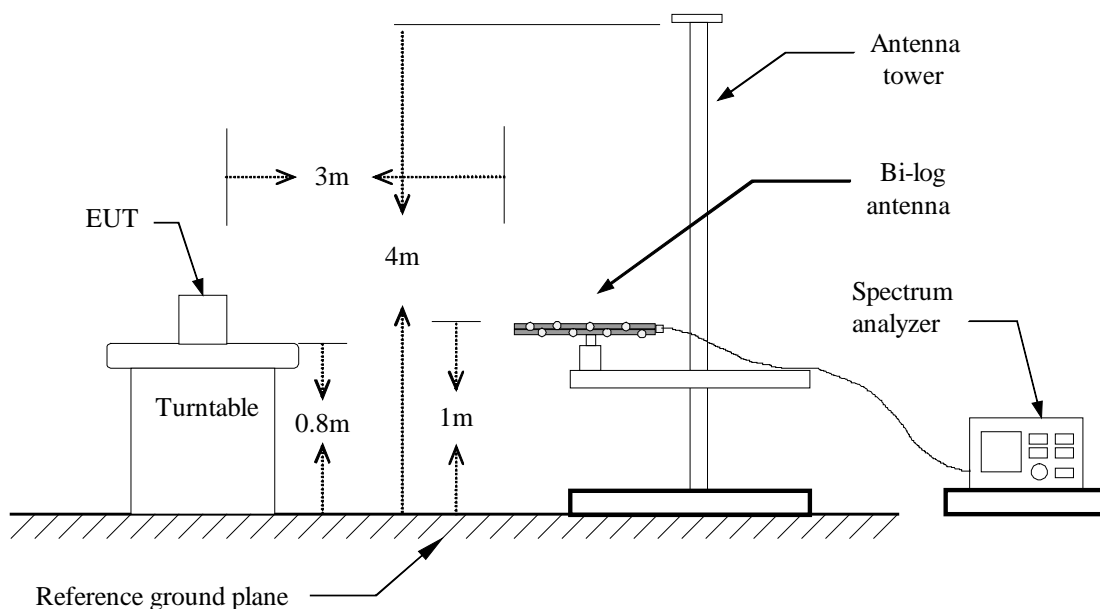 Antenna
tower
3m
Bi-log
antenna
EUT
4m
Spectrum
analyzer
Turntable
0.8m
1m
Reference ground plane